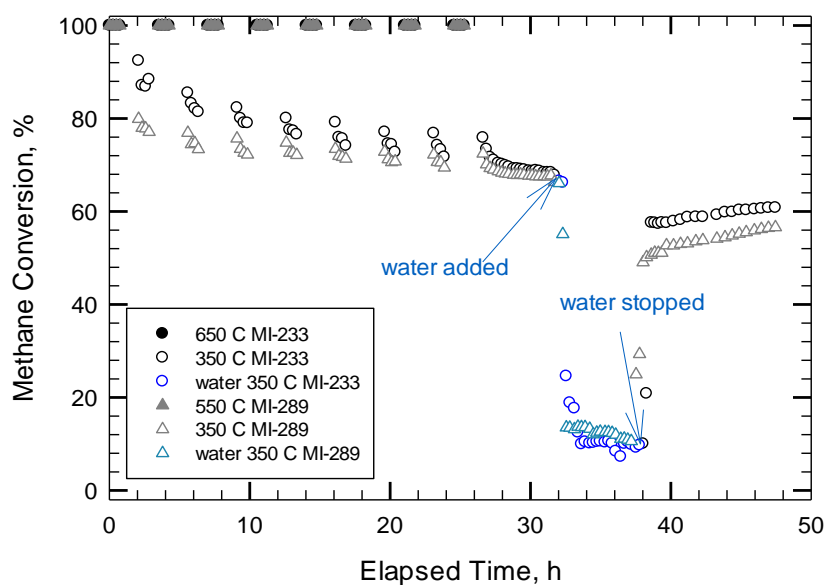 100
80
60
40
20
0
Methane Conversion, %
water added
water stopped
650 C MI-233
350 C MI-233
water 350 C MI-233
550 C MI-289
350 C MI-289
water 350 C MI-289
0 10 20 30 40 50
Elapsed Time, h